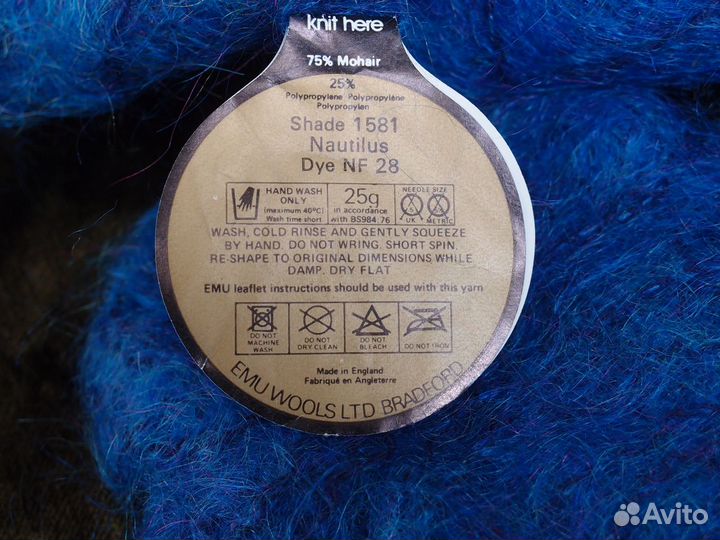 knit here
75% Mohair
25%
Polypropylene Polypropylène
Polypropylen
Shade 1581
Nautilus
Dye NF 28
HAND WASH
ONLY
(maximum 40°C)
Wash time short
25g
in accordance
with BS984:76
NEEDLE SIZE
UK
METRIC
WASH, COLD RINSE AND GENTLY SQUEEZE
BY HAND. DO NOT WRING. SHORT SPIN.
RE-SHAPE TO ORIGINAL DIMENSIONS WHILE
DAMP. DRY FLAT
EMU leaflet instructions should be used with this yarn
DO NOT
MACHINE
WASH
DO NOT
DRY CLEAN
DO NOT
BLEACH
DO NOT IRON
Made in England
Fabriqué en Angleterre
EMU WOOLS LTD BRADFORD
Avito